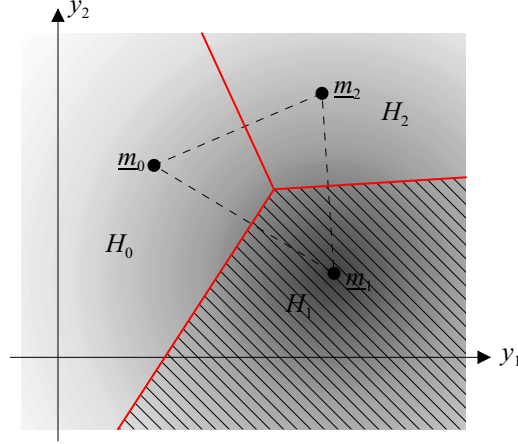 y₂
m₂
H₂
m₀
H₀
m₁
H₁
y₁